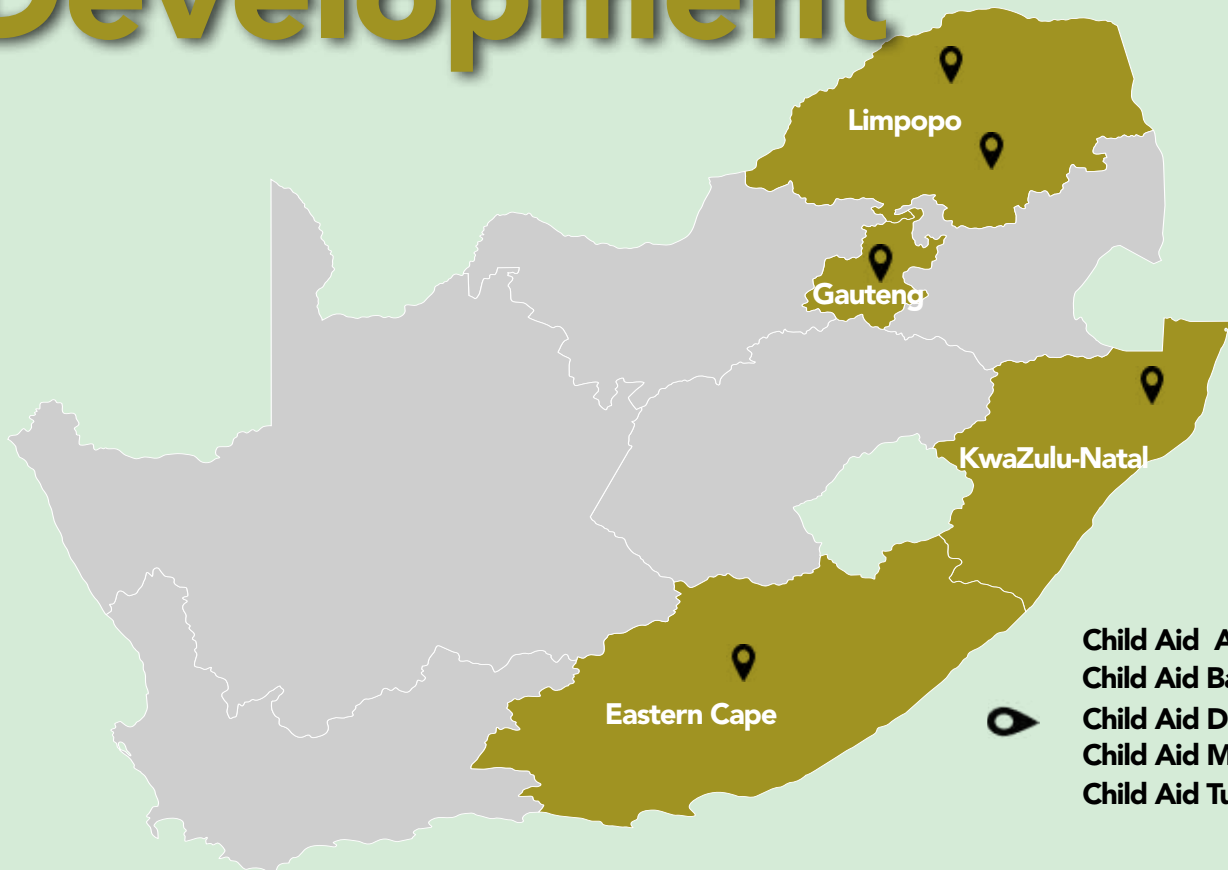 Development
Limpopo
Gauteng
KwaZulu-Natal
Eastern Cape
Child Aid
Child Aid
Child Aid
Child Aid
Child Aid